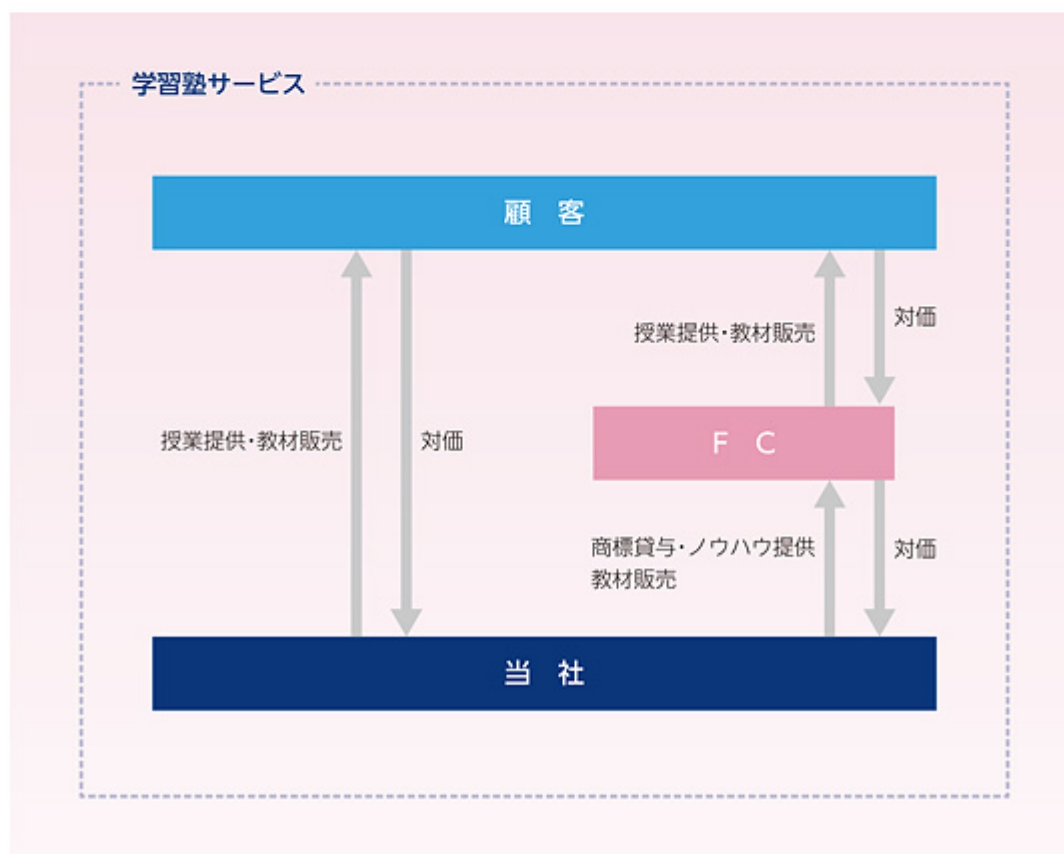 学習塾サービス
顧 客
対価
授業提供・教材販売
授業提供・教材販売
対価
F C
商標貸与・ノウハウ提供
教材販売
対価
当 社